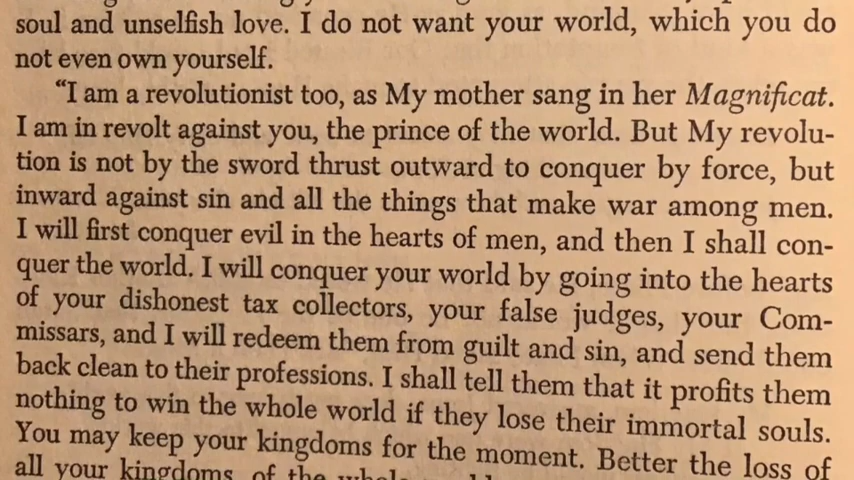 soul and unselfish love. I do not want your world, which you do
not even own yourself.
“I am a revolutionist too, as My mother sang in her Magnificat.
I am in revolt against you, the prince of the world. But My revolu-
tion is not by the sword thrust outward to conquer by force, but
inward against sin and all the things that make war among men.
I will first conquer evil in the hearts of men, and then I shall con-
quer the world. I will conquer your world by going into the hearts
of your dishonest tax collectors, your false judges, your Com-
missars, and I will redeem them from guilt and sin, and send them
back clean to their professions. I shall tell them that it profits them
nothing to win the whole world if they lose their immortal souls.
You may keep your kingdoms for the moment. Better the loss of
all your kingdoms, of the whole